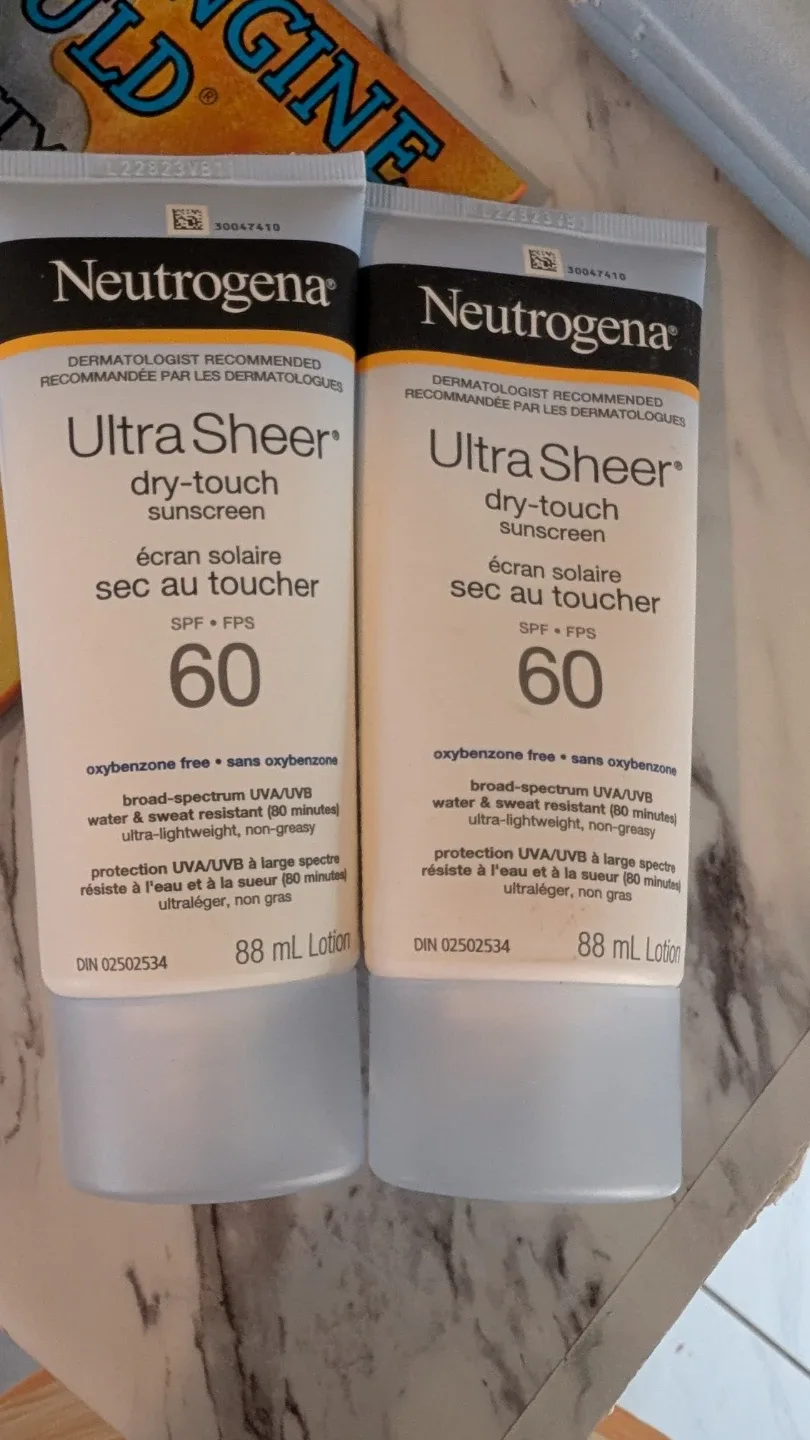 NGINE
ULD®
TY
L22823VB1
30047410
Neutrogena®
DERMATOLOGIST RECOMMENDED
RECOMMANDÉE PAR LES DERMATOLOGUES
Ultra Sheer®
dry-touch
sunscreen
écran solaire
sec au toucher
SPF • FPS
60
oxybenzone free • sans oxybenzone
broad-spectrum UVA/UVB
water & sweat resistant (80 minutes)
ultra-lightweight, non-greasy
protection UVA/UVB à large spectre
résiste à l'eau et à la sueur (80 minutes)
ultraléger, non gras
DIN 02502534
88 mL Lotion
30047410
Neutrogena®
DERMATOLOGIST RECOMMENDED
RECOMMANDÉE PAR LES DERMATOLOGUES
Ultra Sheer®
dry-touch
sunscreen
écran solaire
sec au toucher
SPF • FPS
60
oxybenzone free • sans oxybenzone
broad-spectrum UVA/UVB
water & sweat resistant (80 minutes)
ultra-lightweight, non-greasy
protection UVA/UVB à large spectre
résiste à l'eau et à la sueur (80 minutes)
ultraléger, non gras
DIN 02502534
88 mL Lotion